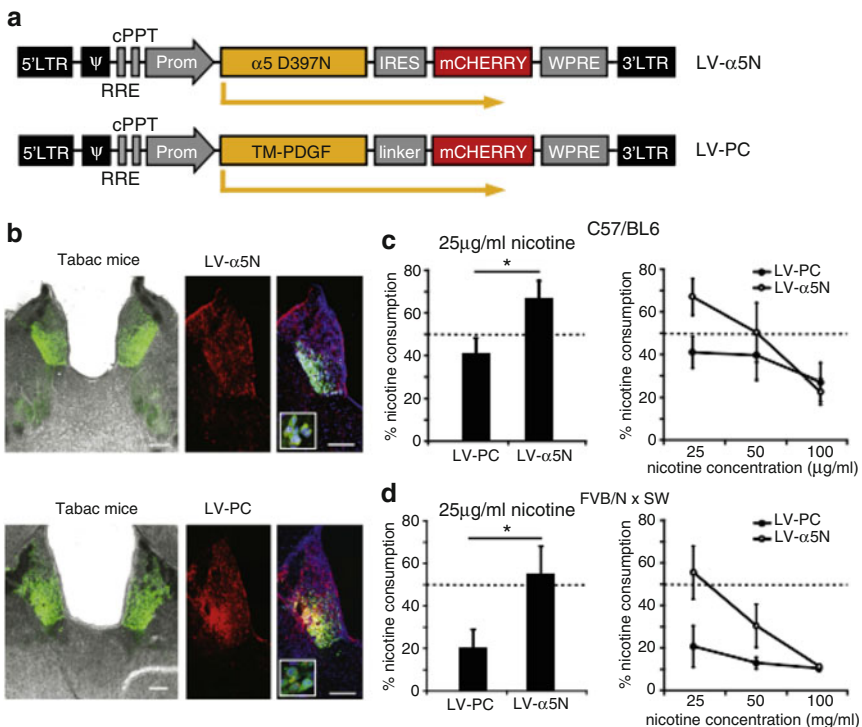 a
cPPT
5'LTR ψ Prom α5 D397N IRES mCHERRY WPRE 3'LTR LV-α5N
RRE
cPPT
5'LTR ψ Prom TM-PDGF linker mCHERRY WPRE 3'LTR LV-PC
RRE
b
Tabac mice LV-α5N
Tabac mice LV-PC
c
C57/BL6
25µg/ml nicotine
*
% nicotine consumption
80
60
40
20
0
LV-PC LV-α5N
LV-PC
LV-α5N
% nicotine consumption
80
60
40
20
0
25 50 100
nicotine concentration (µg/ml)
d
FVB/N x SW
25µg/ml nicotine
*
% nicotine consumption
80
60
40
20
0
LV-PC LV-α5N
LV-PC
LV-α5N
% nicotine consumption
80
60
40
20
0
25 50 100
nicotine concentration (mg/ml)